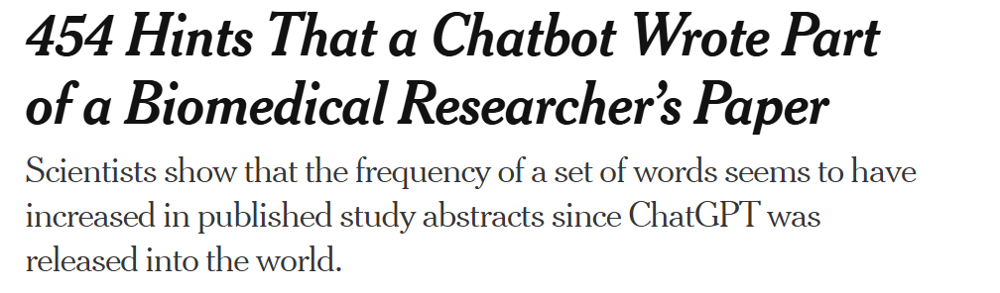 454 Hints That a Chatbot Wrote Part
of a Biomedical Researcher’s Paper
Scientists show that the frequency of a set of words seems to have
increased in published study abstracts since ChatGPT was
released into the world.